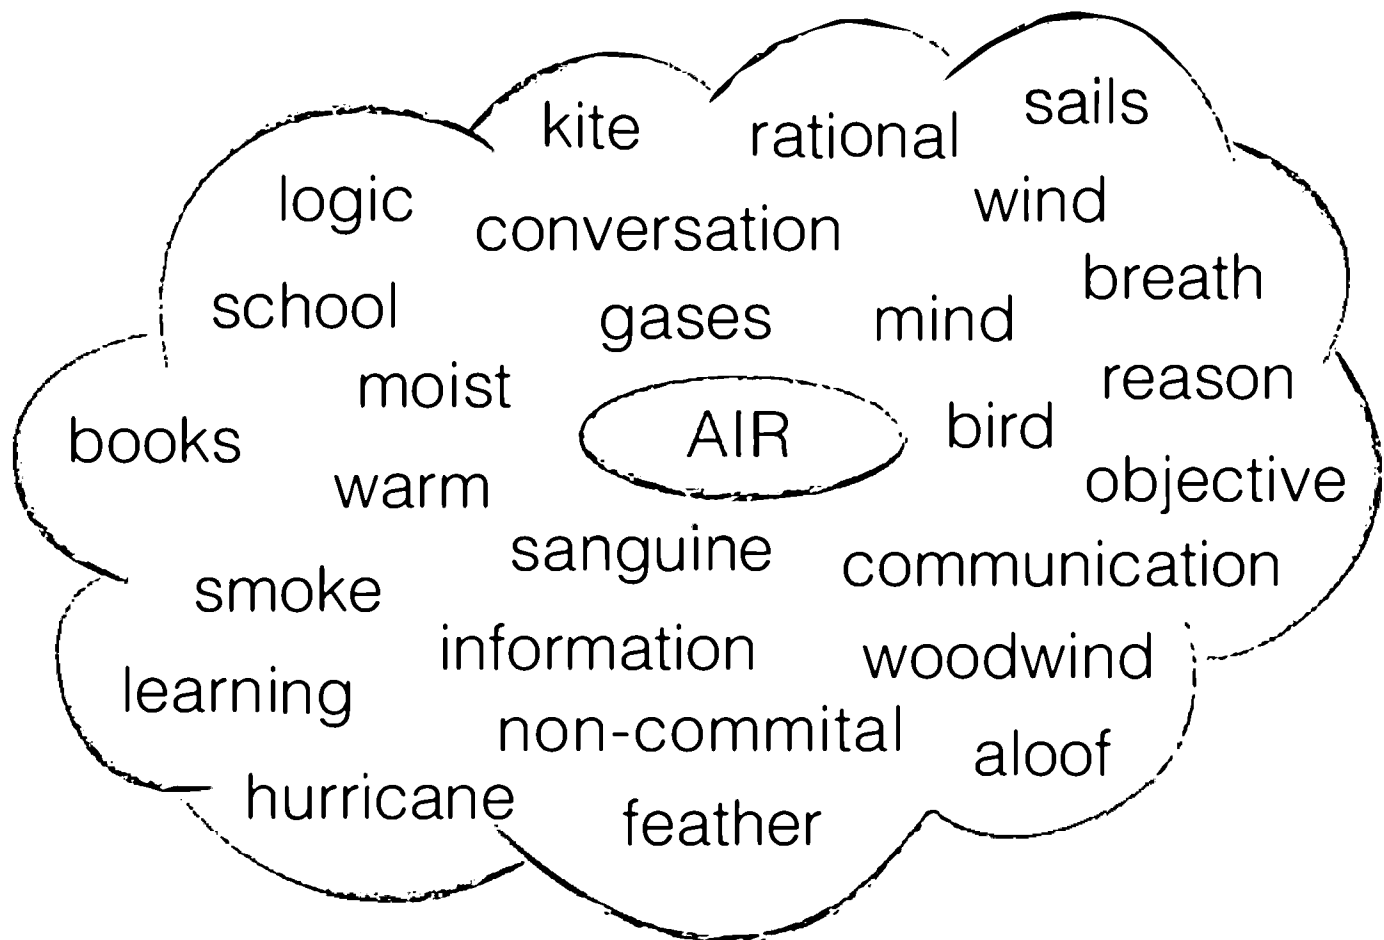 sails
kite
rational
logic
conversation
wind
school
gases
mind
breath
moist
reason
books
AIR
bird
warm
objective
smoke
sanguine
communication
learning
information
woodwind
non-commital
aloof
hurricane
feather